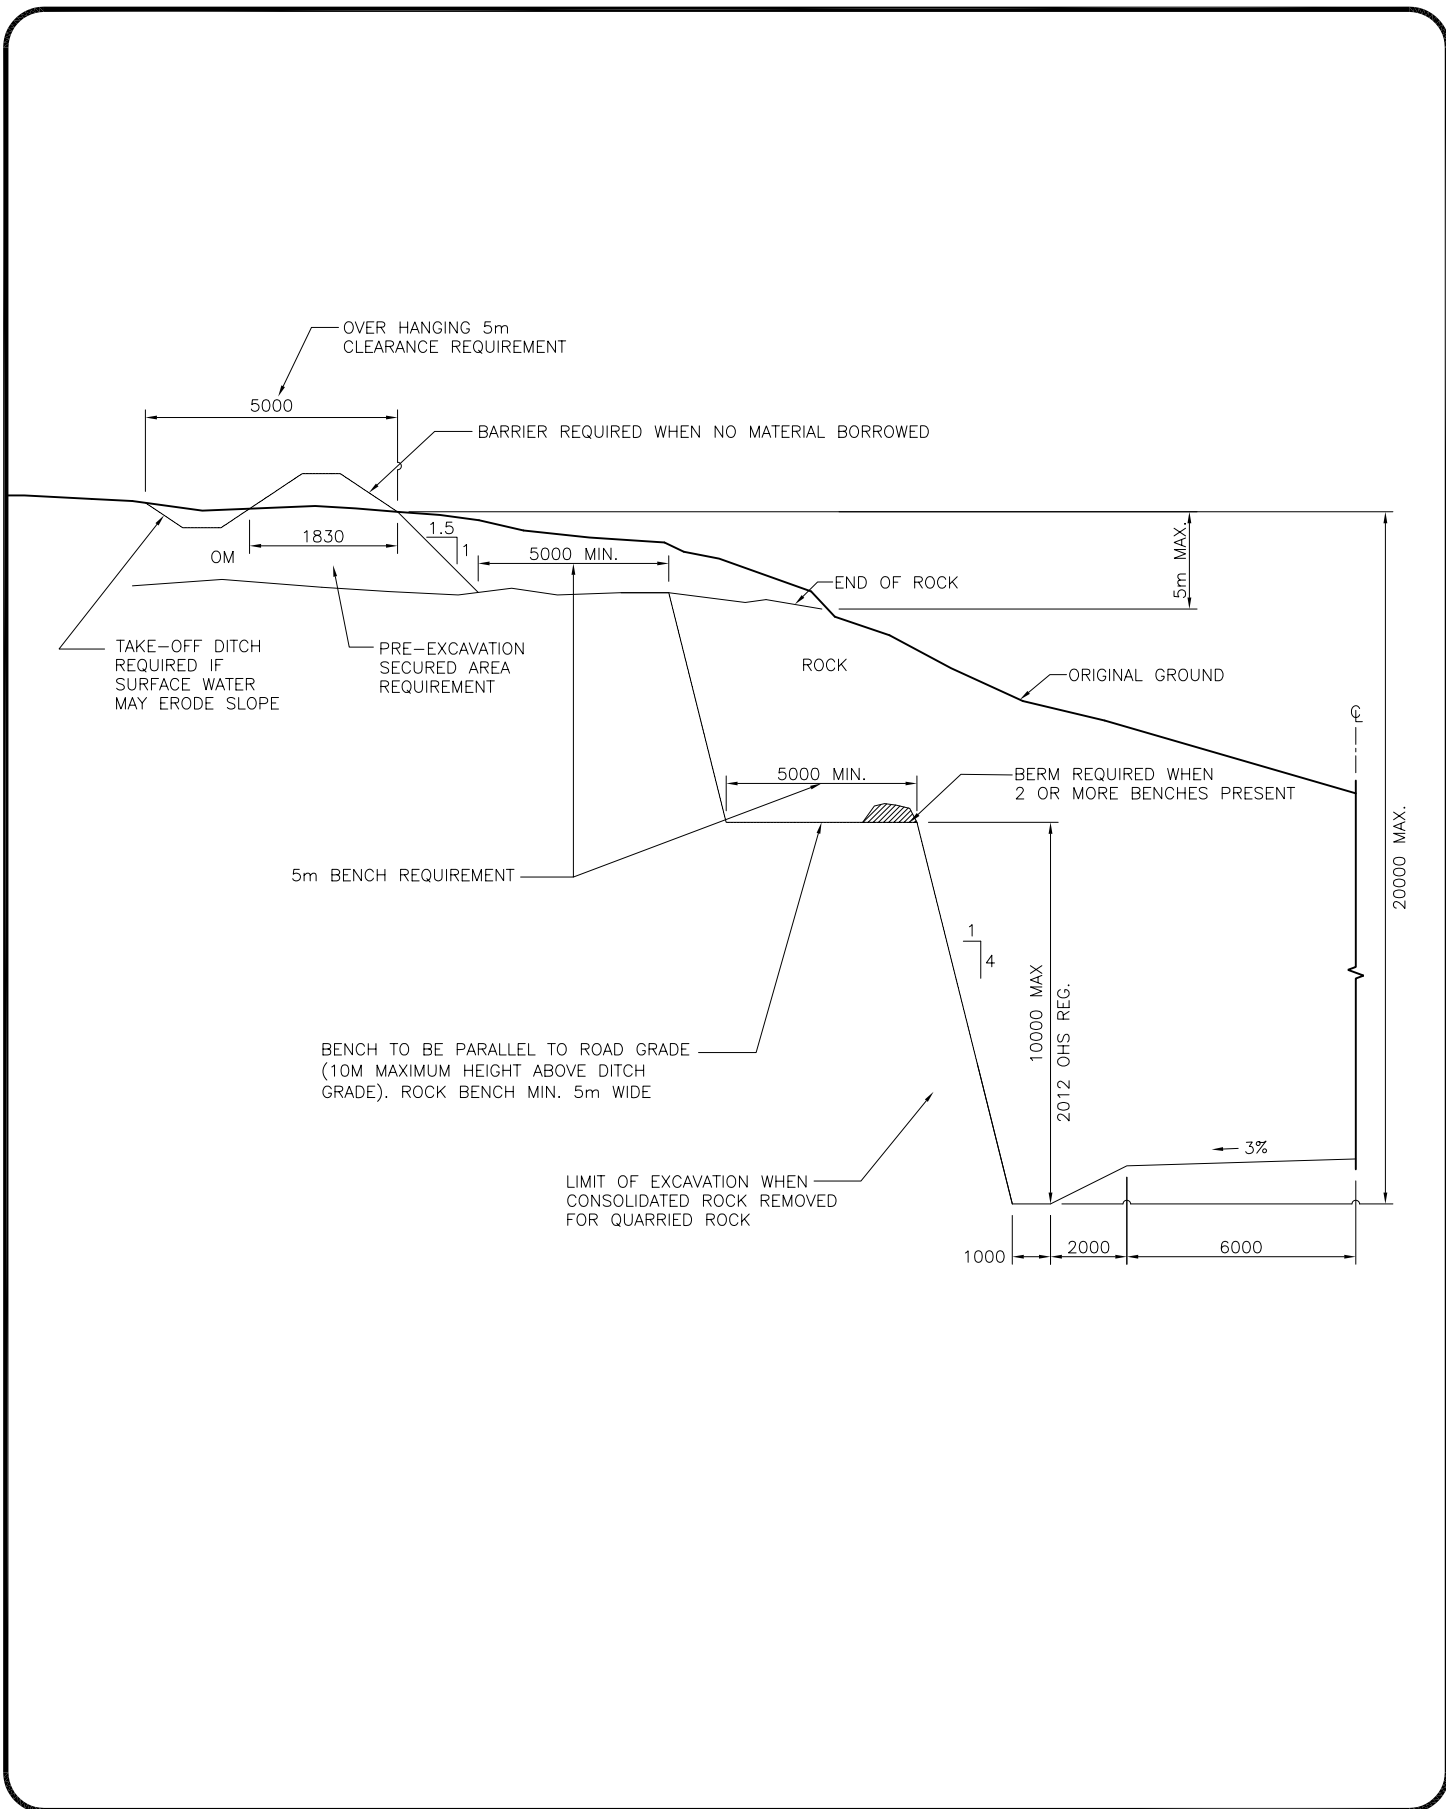 OVER HANGING 5m
CLEARANCE REQUIREMENT
5000
BARRIER REQUIRED WHEN NO MATERIAL BORROWED
1830
OM
1.5
1
5000 MIN.
5m MAX.
END OF ROCK
TAKE-OFF DITCH
REQUIRED IF
SURFACE WATER
MAY ERODE SLOPE
PRE-EXCAVATION
SECURED AREA
REQUIREMENT
ROCK
ORIGINAL GROUND
℄
5000 MIN.
BERM REQUIRED WHEN
2 OR MORE BENCHES PRESENT
20000 MAX.
5m BENCH REQUIREMENT
1
4
10000 MAX
2012 OHS REG.
BENCH TO BE PARALLEL TO ROAD GRADE
(10M MAXIMUM HEIGHT ABOVE DITCH
GRADE). ROCK BENCH MIN. 5m WIDE
3%
LIMIT OF EXCAVATION WHEN
CONSOLIDATED ROCK REMOVED
FOR QUARRIED ROCK
1000
2000
6000